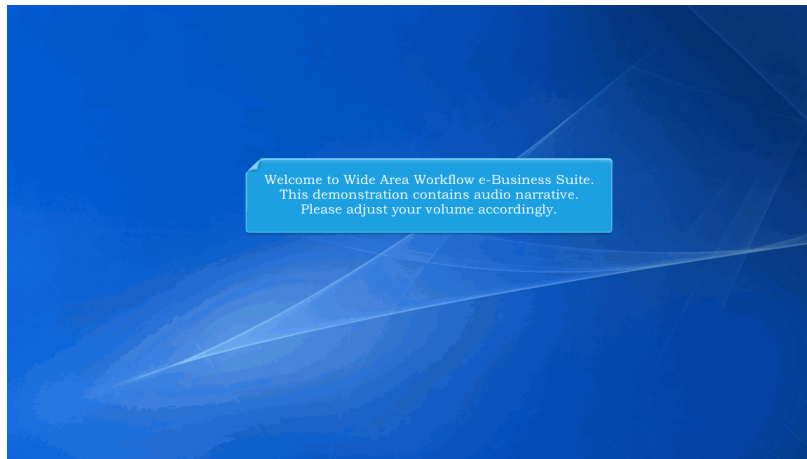 Welcome to Wide Area Workflow e-Business Suite.
This demonstration contains audio narrative.
Please adjust your volume accordingly.